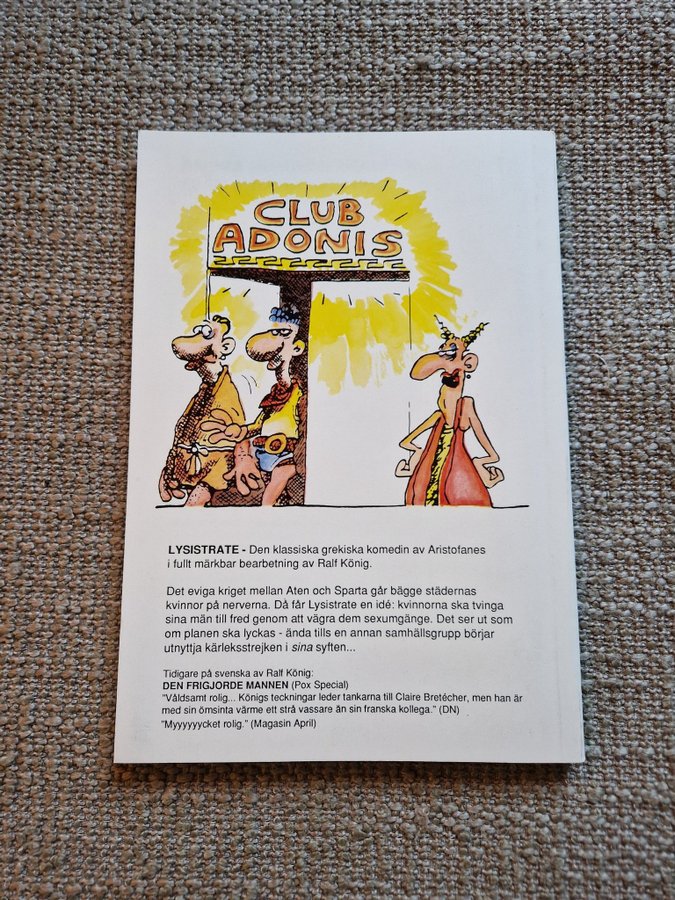 CLUB
ADONIS
LYSISTRATE - Den klassiska grekiska komedin av Aristofanes
i fullt märkbar bearbetning av Ralf König.
Det eviga kriget mellan Aten och Sparta går bägge städernas
kvinnor på nerverna. Då får Lysistrate en idé: kvinnorna ska tvinga
sina män till fred genom att vägra dem sexumgänge. Det ser ut som
om planen ska lyckas - ända tills en annan samhällsgrupp börjar
utnyttja kärleksstrejken i sina syften...
Tidigare på svenska av Ralf König:
DEN FRIGJORDE MANNEN (Pox Special)
"Våldsamt rolig... Königs teckningar leder tankarna till Claire Bretécher, men han är
med sin ömsinta värme ett strå vassare än sin franska kollega." (DN)
"Myyyyyycket rolig." (Magasin April)